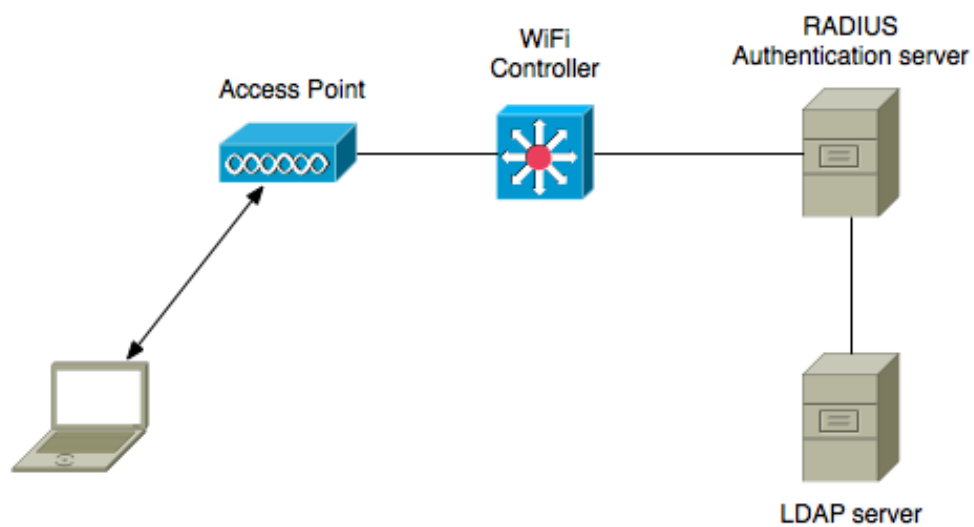 RADIUS
Authentication server
WiFi
Controller
Access Point
LDAP server